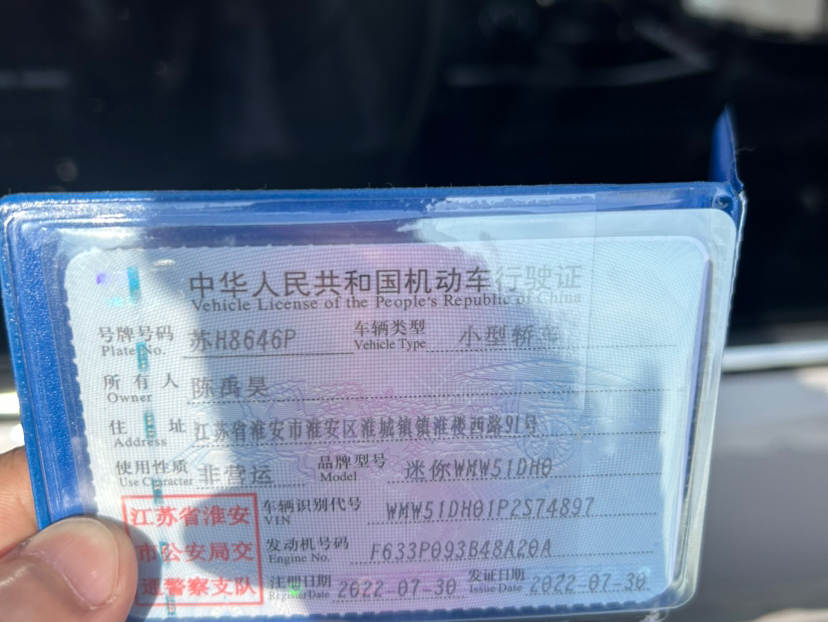 中华人民共和国机动车行驶证
Vehicle License of the People's Republic of China
号牌号码 Plate No. 苏H8646P 车辆类型 Vehicle Type 小型轿车
所有人 Owner 陈禹昊
住址 Address 江苏省淮安市淮安区淮城镇镇淮楼西路91号
使用性质 Use Character 非营运 品牌型号 Model 迷你WMW51DH0
车辆识别代号 VIN WMW51DH01P2S74897
发动机号码 Engine No. F633P093B48A20A
注册日期 Register Date 2022-07-30 发证日期 Issue Date 2022-07-30
江苏省淮安
市公安局交
通警察支队